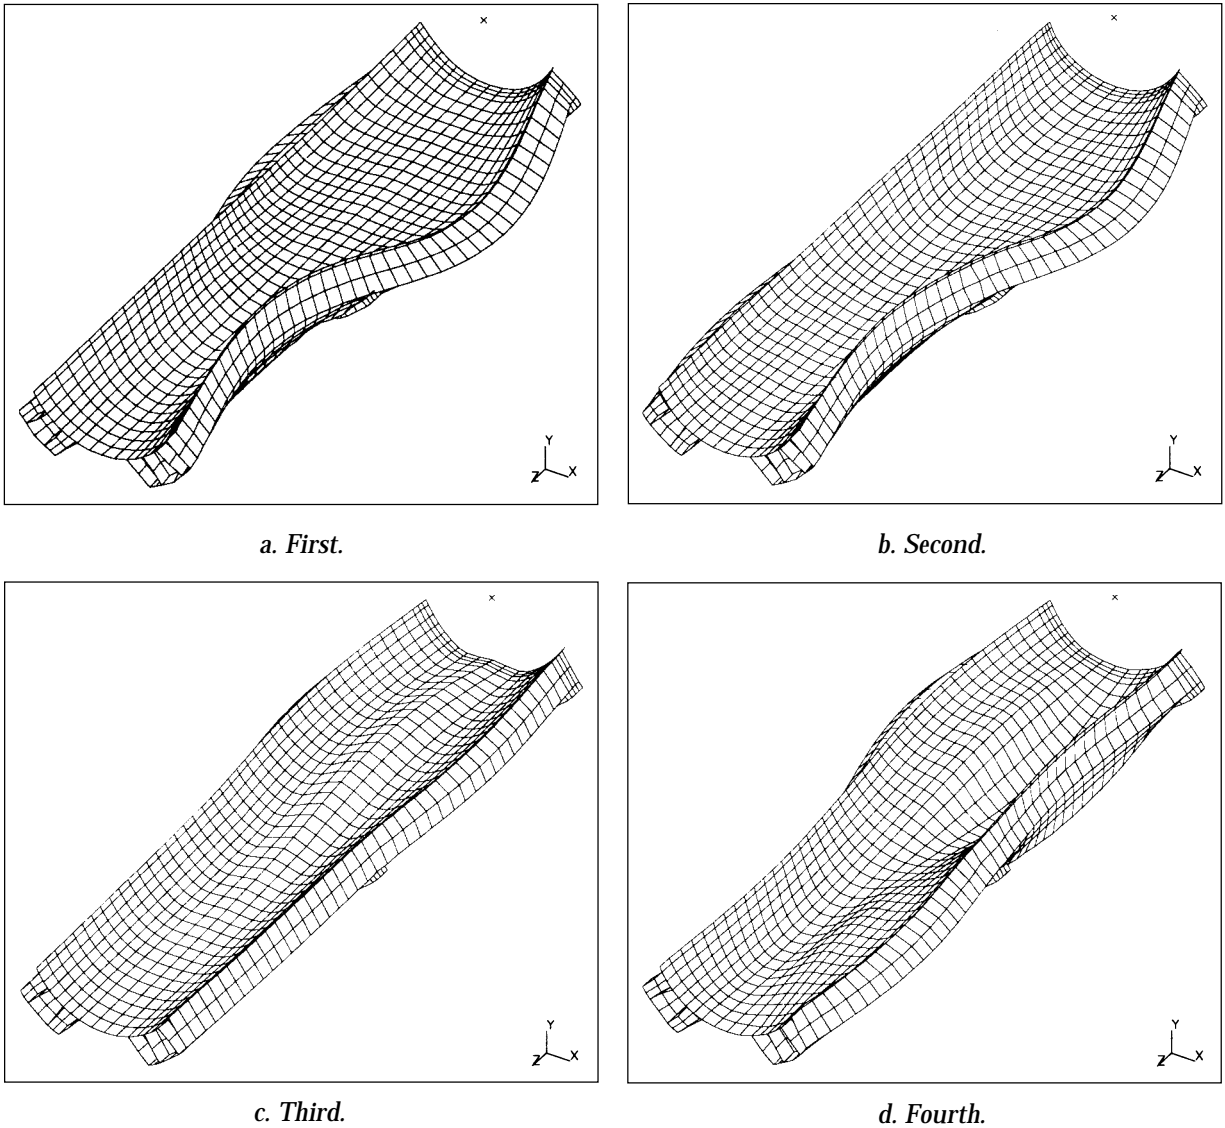 ×
Y
Z X
a. First.
×
Y
Z X
b. Second.
×
Y
Z X
c. Third.
×
Y
Z X
d. Fourth.